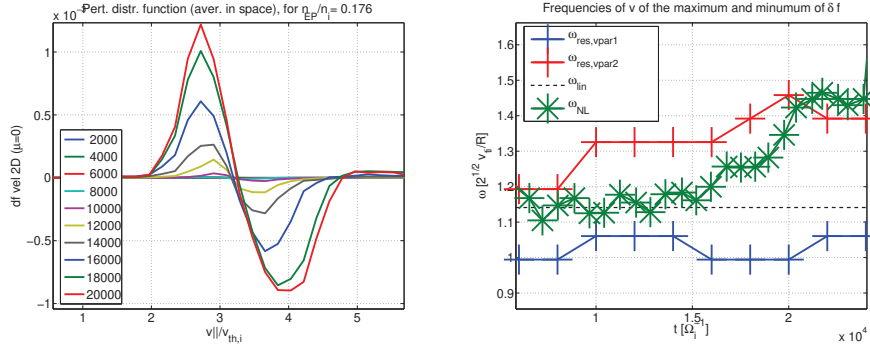 Pert. distr. function (aver. in space), for n_EP/n_i= 0.176
x 10^-3
1
0.5
0
-0.5
-1
df vel 2D (μ=0)
2000
4000
6000
8000
10000
12000
14000
16000
18000
20000
1
2
3
4
5
v||/v_th,i
Frequencies of v of the maximum and minumum of δ f
1.6
1.5
1.4
1.3
1.2
1.1
1
0.9
ω [2^1/2 v_ti/R]
ω_res,vpar1
ω_res,vpar2
ω_lin
ω_NL
1
1.5
2
t [Ω_i^-1]
x 10^4